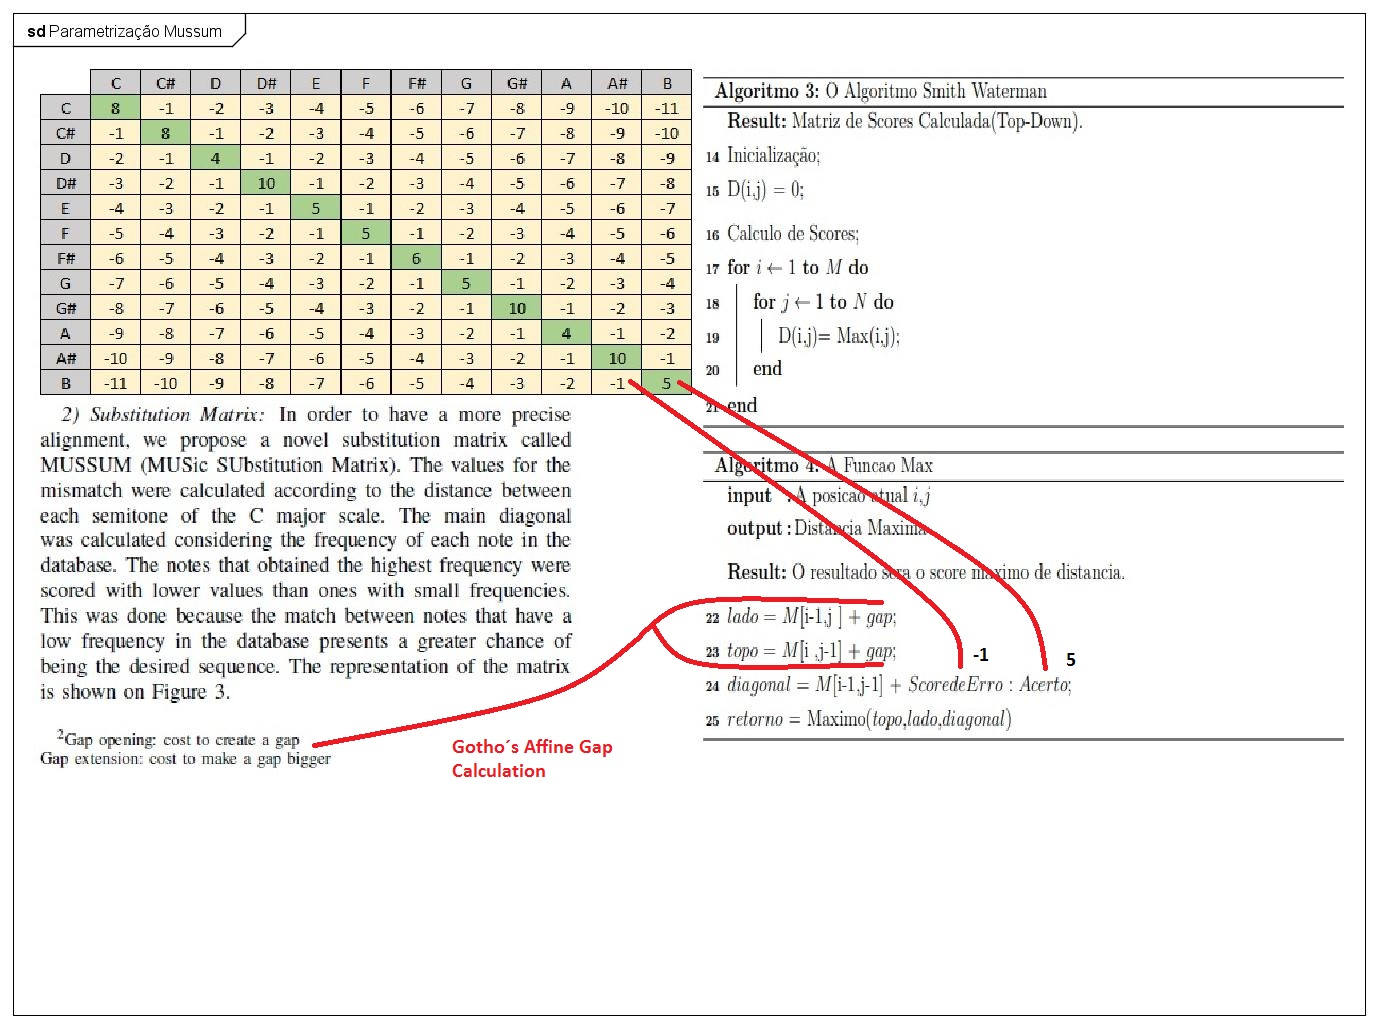 sd Parametrização Mussum
C C# D D# E F F# G G# A A# B
C 8 -1 -2 -3 -4 -5 -6 -7 -8 -9 -10 -11
C# -1 8 -1 -2 -3 -4 -5 -6 -7 -8 -9 -10
D -2 -1 4 -1 -2 -3 -4 -5 -6 -7 -8 -9
D# -3 -2 -1 10 -1 -2 -3 -4 -5 -6 -7 -8
E -4 -3 -2 -1 5 -1 -2 -3 -4 -5 -6 -7
F -5 -4 -3 -2 -1 5 -1 -2 -3 -4 -5 -6
F# -6 -5 -4 -3 -2 -1 6 -1 -2 -3 -4 -5
G -7 -6 -5 -4 -3 -2 -1 5 -1 -2 -3 -4
G# -8 -7 -6 -5 -4 -3 -2 -1 10 -1 -2 -3
A -9 -8 -7 -6 -5 -4 -3 -2 -1 4 -1 -2
A# -10 -9 -8 -7 -6 -5 -4 -3 -2 -1 10 -1
B -11 -10 -9 -8 -7 -6 -5 -4 -3 -2 -1 5
2) Substitution Matrix: In order to have a more precise
alignment, we propose a novel substitution matrix called
MUSSUM (MUSic SUbstitution Matrix). The values for the
mismatch were calculated according to the distance between
each semitone of the C major scale. The main diagonal
was calculated considering the frequency of each note in the
database. The notes that obtained the highest frequency were
scored with lower values than ones with small frequencies.
This was done because the match between notes that have a
low frequency in the database presents a greater chance of
being the desired sequence. The representation of the matrix
is shown on Figure 3.
2Gap opening: cost to create a gap
Gap extension: cost to make a gap bigger
Gotho´s Affine Gap
Calculation
Algoritmo 3: O Algoritmo Smith Waterman
Result: Matriz de Scores Calculada(Top-Down).
14 Inicialização;
15 D(i,j) = 0;
16 Calculo de Scores;
17 for i ← 1 to M do
18 for j ← 1 to N do
19 D(i,j)= Max(i,j);
20 end
21 end
Algoritmo 4: A Funcao Max
input : A posicao atual i,j
output : Distancia Maxima
Result: O resultado sera o score maximo de distancia.
22 lado = M[i-1,j ] + gap;
23 topo = M[i ,j-1] + gap;
-1 5
24 diagonal = M[i-1,j-1] + ScoredeErro : Acerto;
25 retorno = Maximo(topo,lado,diagonal)